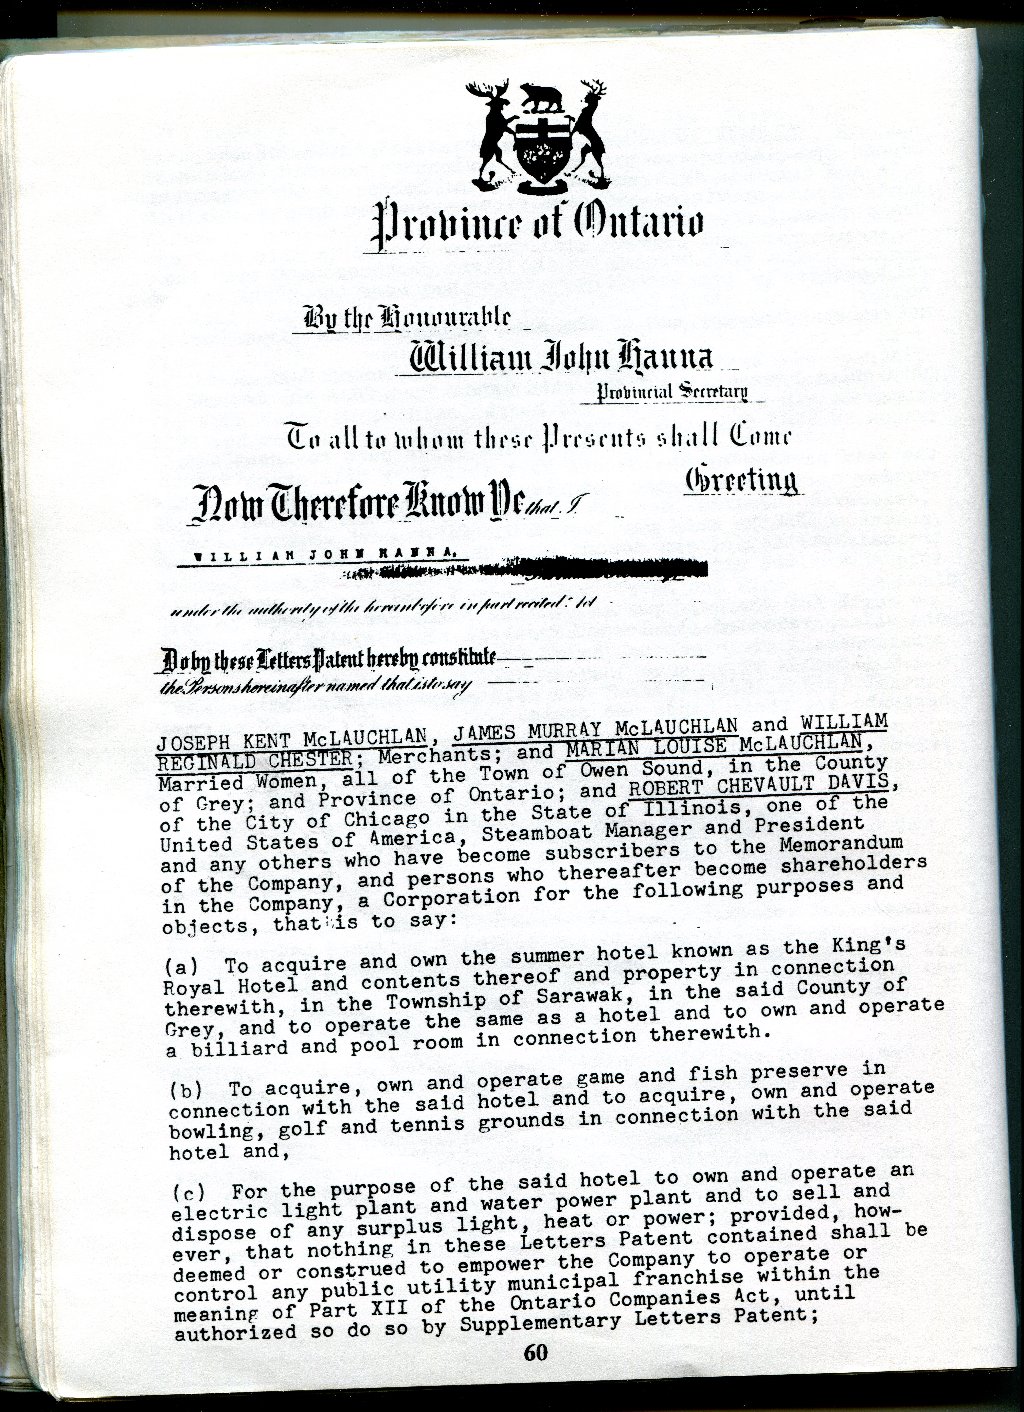 Province of Ontario
By the Honourable
William John Hanna
Provincial Secretary
To all to whom these Presents shall Come
Greeting
Now Therefore Know Ye that I
WILLIAM JOHN HANNA,
under the authority of the hereinbefore in part recited Act
Do by these Letters Patent hereby constitute
the Persons hereinafter named that is to say
JOSEPH KENT McLAUCHLAN, JAMES MURRAY McLAUCHLAN and WILLIAM
REGINALD CHESTER; Merchants; and MARIAN LOUISE McLAUCHLAN,
Married Women, all of the Town of Owen Sound, in the County
of Grey; and Province of Ontario; and ROBERT CHEVAULT DAVIS,
of the City of Chicago in the State of Illinois, one of the
United States of America, Steamboat Manager and President
and any others who have become subscribers to the Memorandum
of the Company, and persons who thereafter become shareholders
in the Company, a Corporation for the following purposes and
objects, that is to say:
(a) To acquire and own the summer hotel known as the King's
Royal Hotel and contents thereof and property in connection
therewith, in the Township of Sarawak, in the said County of
Grey, and to operate the same as a hotel and to own and operate
a billiard and pool room in connection therewith.
(b) To acquire, own and operate game and fish preserve in
connection with the said hotel and to acquire, own and operate
bowling, golf and tennis grounds in connection with the said
hotel and,
(c) For the purpose of the said hotel to own and operate an
electric light plant and water power plant and to sell and
dispose of any surplus light, heat or power; provided, how-
ever, that nothing in these Letters Patent contained shall be
deemed or construed to empower the Company to operate or
control any public utility municipal franchise within the
meaning of Part XII of the Ontario Companies Act, until
authorized so do so by Supplementary Letters Patent;
60